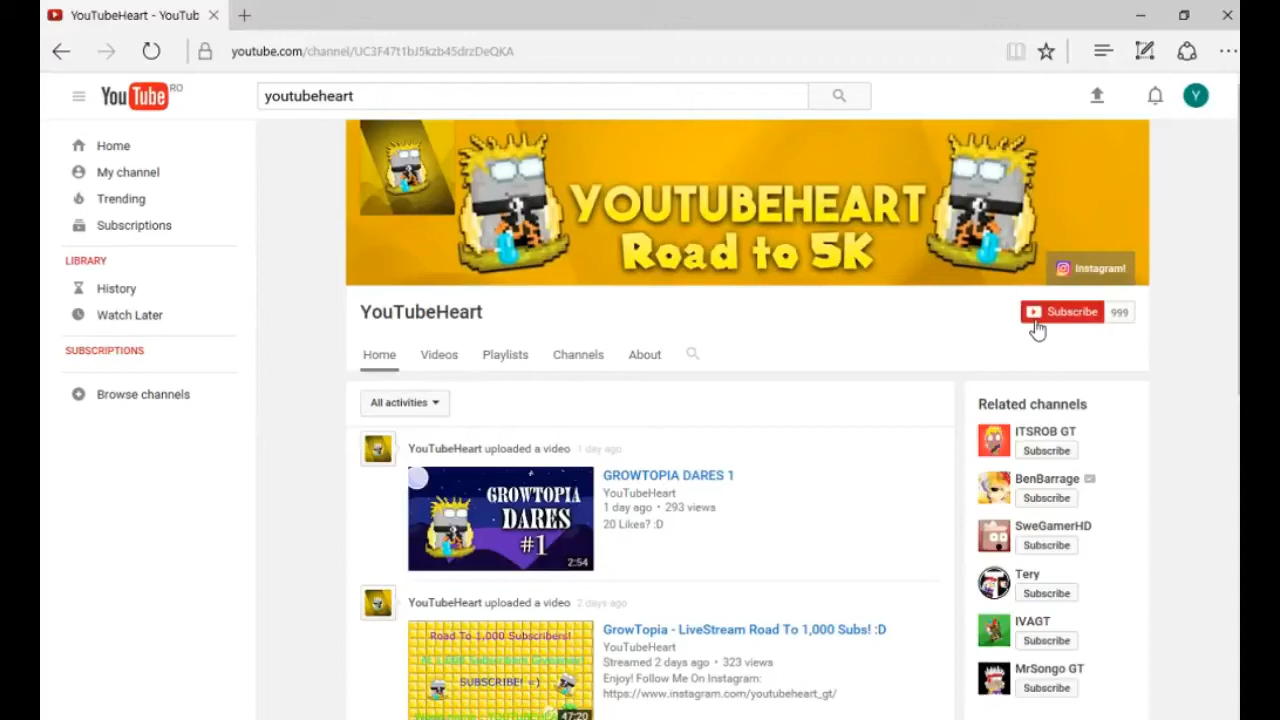 YouTubeHeart - YouTub
youtube.com/channel/UC3F47t1bJ5kzb45drzDeQKA
YouTube RO
youtubeheart
Y
Home
My channel
Trending
Subscriptions
LIBRARY
History
Watch Later
SUBSCRIPTIONS
Browse channels
YOUTUBEHEART
Road to 5K
Instagram!
YouTubeHeart
Subscribe 999
Home Videos Playlists Channels About
All activities
YouTubeHeart uploaded a video 1 day ago
GROWTOPIA
DARES
#1
2:54
GROWTOPIA DARES 1
YouTubeHeart
1 day ago • 293 views
20 Likes? :D
YouTubeHeart uploaded a video 2 days ago
Road To 1,000 Subscribers!
SUBSCRIBE! =)
47:20
GrowTopia - LiveStream Road To 1,000 Subs! :D
YouTubeHeart
Streamed 2 days ago • 323 views
Enjoy! Follow Me On Instagram:
https://www.instagram.com/youtubeheart_gt/
Related channels
ITSROB GT
Subscribe
BenBarrage
Subscribe
SweGamerHD
Subscribe
Tery
Subscribe
IVAGT
Subscribe
MrSongo GT
Subscribe